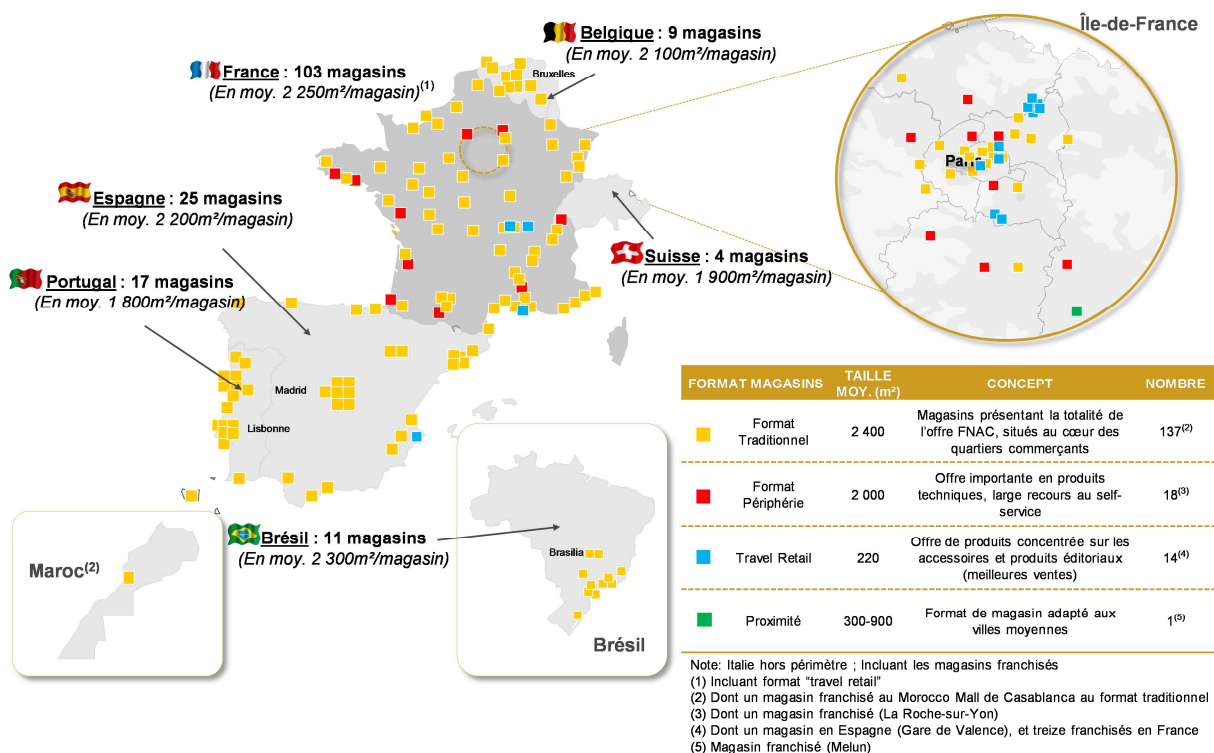 Île-de-France
Belgique : 9 magasins
(En moy. 2 100m²/magasin)
Bruxelles
France : 103 magasins
(En moy. 2 250m²/magasin)(1)
Paris
Espagne : 25 magasins
(En moy. 2 200m²/magasin)
Suisse : 4 magasins
(En moy. 1 900m²/magasin)
Portugal : 17 magasins
(En moy. 1 800m²/magasin)
Madrid
Lisbonne
Brésil : 11 magasins
(En moy. 2 300m²/magasin)
Maroc(2)
Brasilia
Brésil
FORMAT MAGASINS
TAILLE
MOY. (m²)
CONCEPT
NOMBRE
Format
Traditionnel
2 400
Magasins présentant la totalité de
l'offre FNAC, situés au cœur des
quartiers commerçants
137(2)
Format
Périphérie
2 000
Offre importante en produits
techniques, large recours au self-
service
18(3)
Travel Retail
220
Offre de produits concentrée sur les
accessoires et produits éditoriaux
(meilleures ventes)
14(4)
Proximité
300-900
Format de magasin adapté aux
villes moyennes
1(5)
Note: Italie hors périmètre ; Incluant les magasins franchisés
(1) Incluant format "travel retail"
(2) Dont un magasin franchisé au Morocco Mall de Casablanca au format traditionnel
(3) Dont un magasin franchisé (La Roche-sur-Yon)
(4) Dont un magasin en Espagne (Gare de Valence), et treize franchisés en France
(5) Magasin franchisé (Melun)